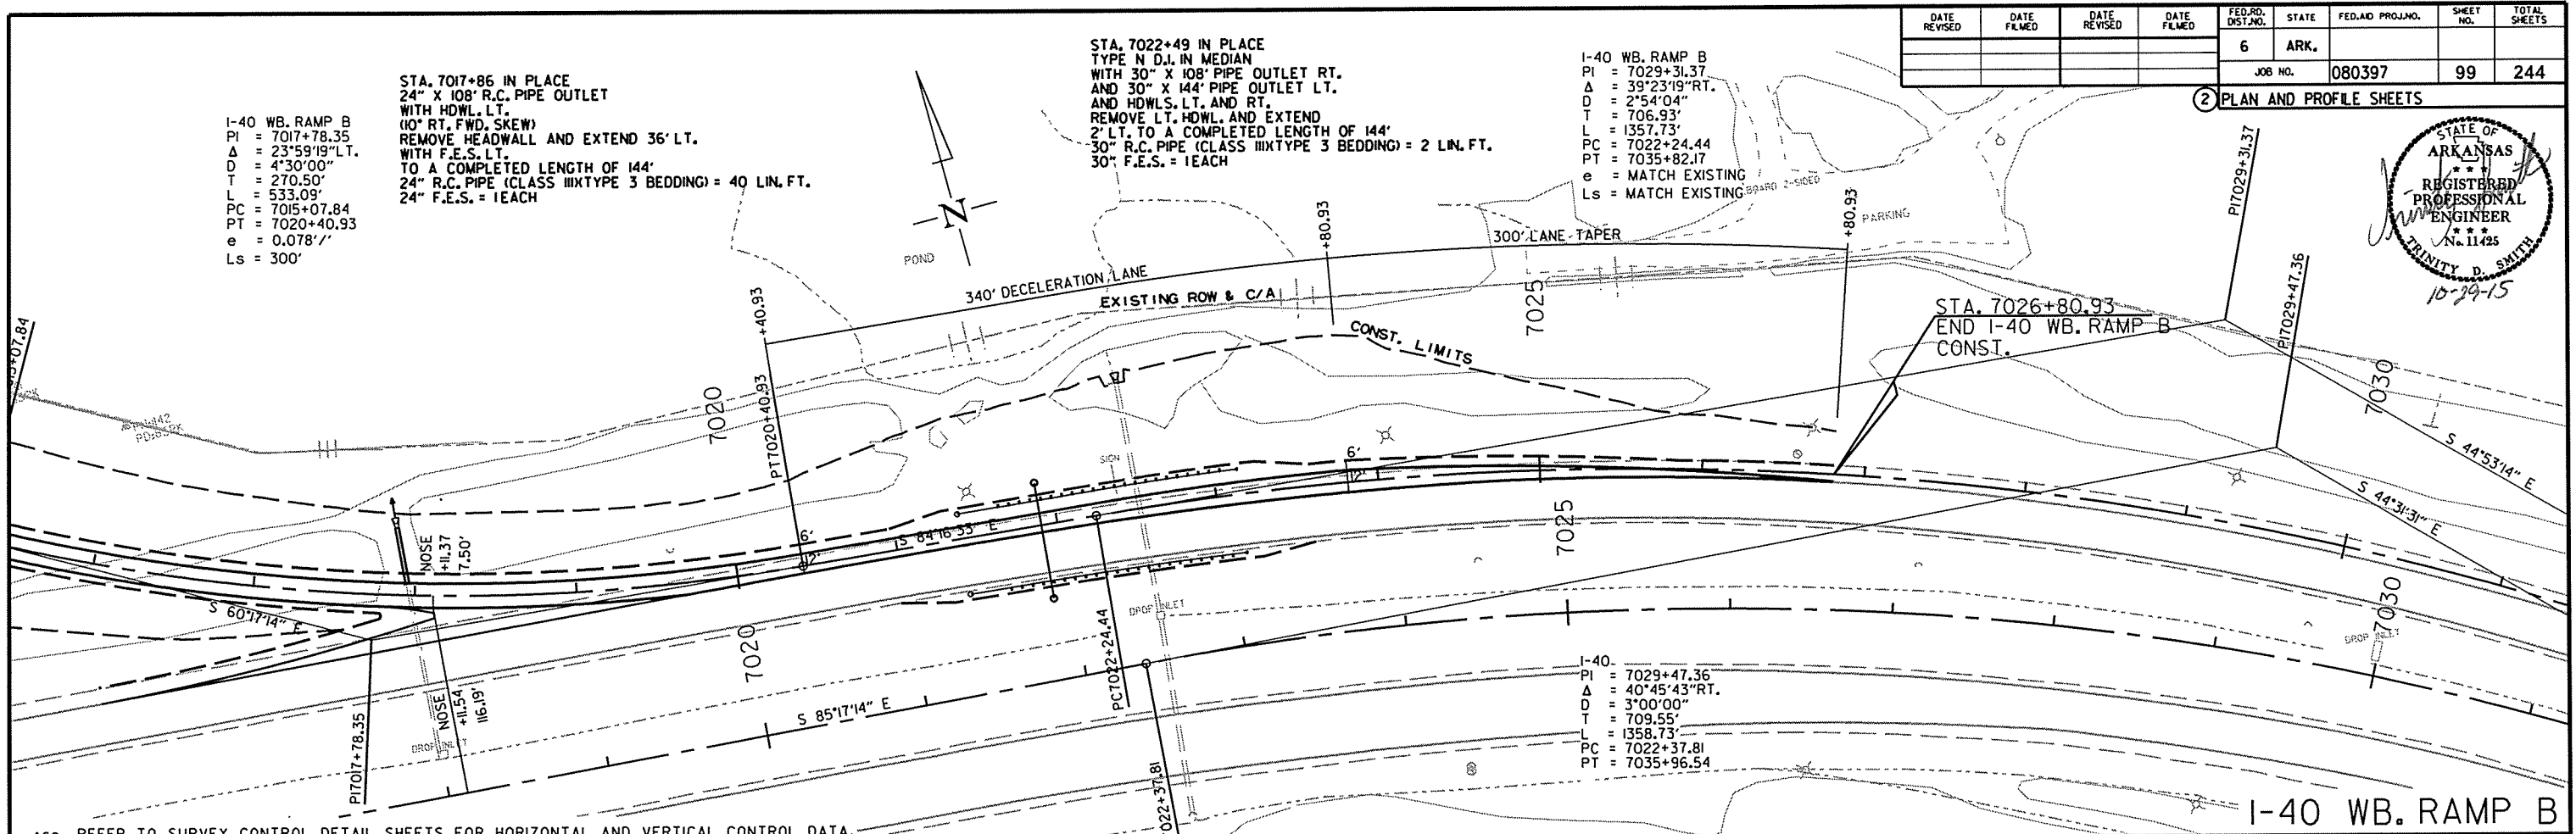 DATE REVISED
DATE FILMED
DATE REVISED
DATE FILMED
FED.RD. DIST.NO.
STATE
FED.AID PROJ.NO.
SHEET NO.
TOTAL SHEETS
6
ARK.
JOB NO.
080397
99
244
2 PLAN AND PROFILE SHEETS
STATE OF
ARKANSAS
REGISTERED
PROFESSIONAL
ENGINEER
No. 11425
TRINITY D. SMITH
10-29-15
I-40 WB. RAMP B
PI = 7017+78.35
Δ = 23°59'19"LT.
D = 4°30'00"
T = 270.50'
L = 533.09'
PC = 7015+07.84
PT = 7020+40.93
e = 0.078'/'
Ls = 300'
STA. 7017+86 IN PLACE
24" X 108' R.C. PIPE OUTLET
WITH HDWL. LT.
(10° RT. FWD. SKEW)
REMOVE HEADWALL AND EXTEND 36' LT.
WITH F.E.S. LT.
TO A COMPLETED LENGTH OF 144'
24" R.C. PIPE (CLASS III)(TYPE 3 BEDDING) = 40 LIN. FT.
24" F.E.S. = 1 EACH
STA. 7022+49 IN PLACE
TYPE N D.I. IN MEDIAN
WITH 30" X 108' PIPE OUTLET RT.
AND 30" X 144' PIPE OUTLET LT.
AND HDWLS. LT. AND RT.
REMOVE LT. HDWL. AND EXTEND
2' LT. TO A COMPLETED LENGTH OF 144'
30" R.C. PIPE (CLASS III)(TYPE 3 BEDDING) = 2 LIN. FT.
30" F.E.S. = 1 EACH
I-40 WB. RAMP B
PI = 7029+31.37
Δ = 39°23'19"RT.
D = 2°54'04"
T = 706.93'
L = 1357.73'
PC = 7022+24.44
PT = 7035+82.17
e = MATCH EXISTING
Ls = MATCH EXISTING
2-SIDED
PARKING
N
POND
340' DECELERATION LANE
300' LANE TAPER
+40.93
+80.93
+80.93
EXISTING ROW & C/A
CONST. LIMITS
7025
STA. 7026+80.93
END I-40 WB. RAMP B
CONST.
PI7029+31.37
PI7029+47.36
7030
S 44°53'14" E
S 44°31'31" E
+07.84
7020
PT7020+40.93
SIGN
6'
12'
6'
12'
S 84°16'33" E
NOSE
+11.37
7.50'
S 60°17'14" E
7020
7025
7030
DROP INLET
DROP INLET
DROP INLET
NOSE
+11.54
116.19'
PI7017+78.35
S 85°17'14" E
PC7022+24.44
022+37.81
I-40
PI = 7029+47.36
Δ = 40°45'43"RT.
D = 3°00'00"
T = 709.55'
L = 1358.73'
PC = 7022+37.81
PT = 7035+96.54
REFER TO SURVEY CONTROL DETAIL SHEETS FOR HORIZONTAL AND VERTICAL CONTROL DATA.
I-40 WB. RAMP B